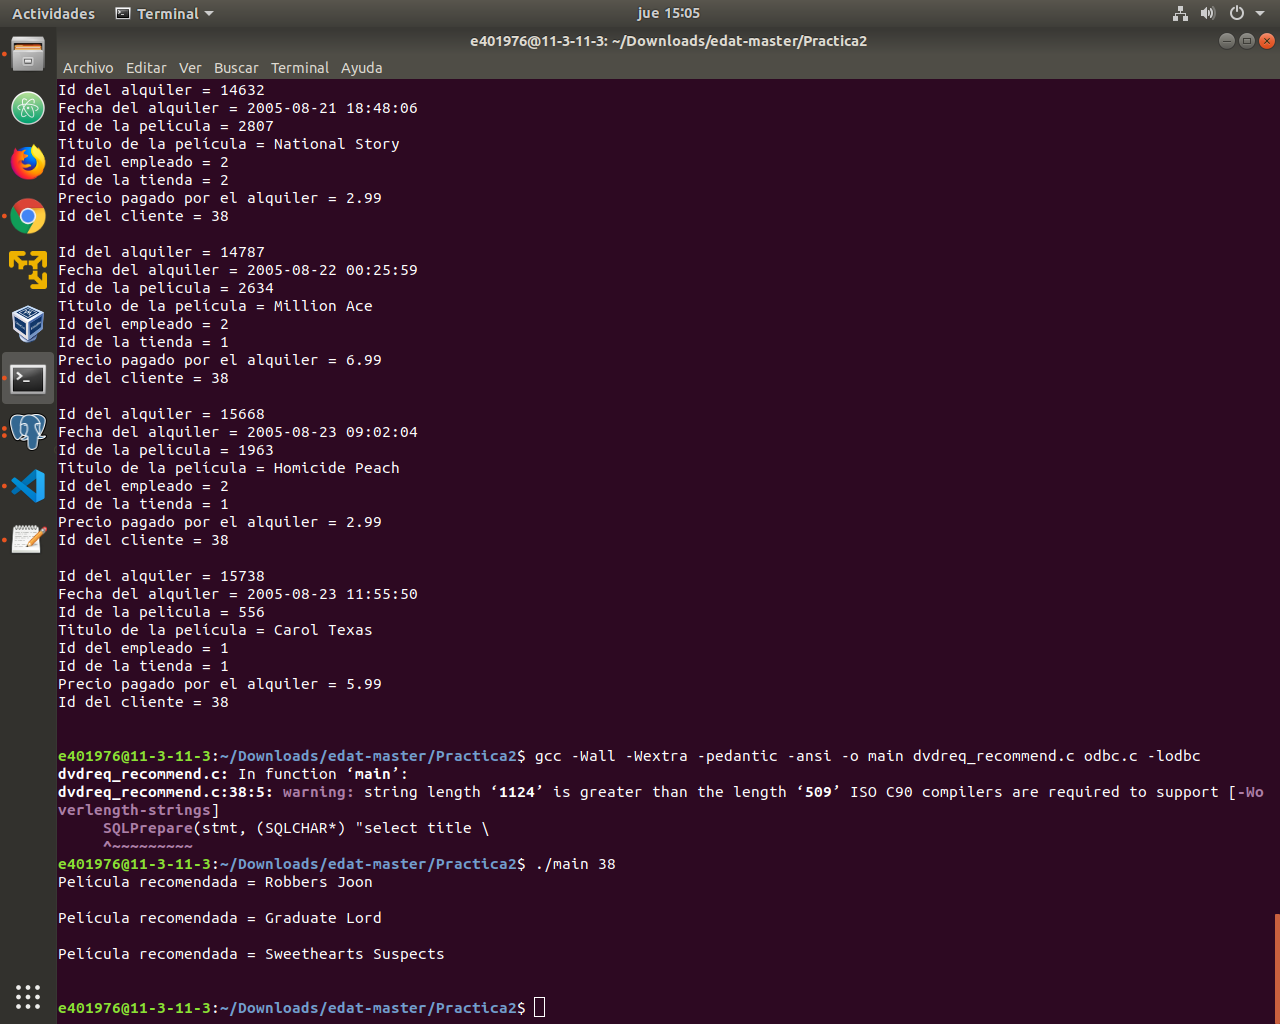 Actividades
Terminal
jue 15:05
e401976@11-3-11-3: ~/Downloads/edat-master/Practica2
Archivo Editar Ver Buscar Terminal Ayuda
Id del alquiler = 14632
Fecha del alquiler = 2005-08-21 18:48:06
Id de la pelicula = 2807
Titulo de la película = National Story
Id del empleado = 2
Id de la tienda = 2
Precio pagado por el alquiler = 2.99
Id del cliente = 38
Id del alquiler = 14787
Fecha del alquiler = 2005-08-22 00:25:59
Id de la pelicula = 2634
Titulo de la película = Million Ace
Id del empleado = 2
Id de la tienda = 1
Precio pagado por el alquiler = 6.99
Id del cliente = 38
Id del alquiler = 15668
Fecha del alquiler = 2005-08-23 09:02:04
Id de la pelicula = 1963
Titulo de la película = Homicide Peach
Id del empleado = 2
Id de la tienda = 1
Precio pagado por el alquiler = 2.99
Id del cliente = 38
Id del alquiler = 15738
Fecha del alquiler = 2005-08-23 11:55:50
Id de la pelicula = 556
Titulo de la película = Carol Texas
Id del empleado = 1
Id de la tienda = 1
Precio pagado por el alquiler = 5.99
Id del cliente = 38
e401976@11-3-11-3:~/Downloads/edat-master/Practica2$ gcc -Wall -Wextra -pedantic -ansi -o main dvdreq_recommend.c odbc.c -lodbc
dvdreq_recommend.c: In function ‘main’:
dvdreq_recommend.c:38:5: warning: string length ‘1124’ is greater than the length ‘509’ ISO C90 compilers are required to support [-Wo
verlength-strings]
SQLPrepare(stmt, (SQLCHAR*) "select title \
^~~~~~~~~~
e401976@11-3-11-3:~/Downloads/edat-master/Practica2$ ./main 38
Película recomendada = Robbers Joon
Película recomendada = Graduate Lord
Película recomendada = Sweethearts Suspects
e401976@11-3-11-3:~/Downloads/edat-master/Practica2$